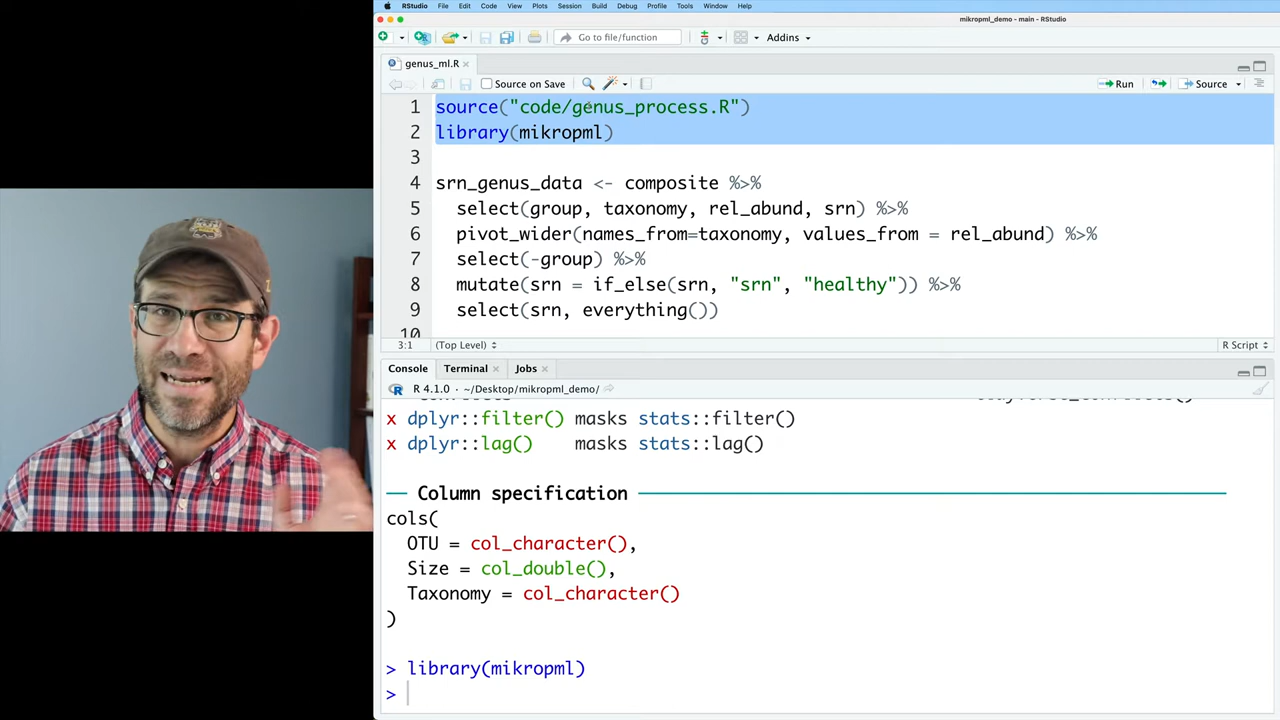 RStudio File Edit Code View Plots Session Build Debug Profile Tools Window Help
mikropml_demo - main - RStudio
Go to file/function Addins
genus_ml.R
Source on Save Run Source
1 source("code/genus_process.R")
2 library(mikropml)
3
4 srn_genus_data <- composite %>%
5 select(group, taxonomy, rel_abund, srn) %>%
6 pivot_wider(names_from=taxonomy, values_from = rel_abund) %>%
7 select(-group) %>%
8 mutate(srn = if_else(srn, "srn", "healthy")) %>%
9 select(srn, everything())
10
3:1 (Top Level) R Script
Console Terminal Jobs
R 4.1.0 · ~/Desktop/mikropml_demo/
x dplyr::filter() masks stats::filter()
x dplyr::lag() masks stats::lag()
── Column specification ──
cols(
OTU = col_character(),
Size = col_double(),
Taxonomy = col_character()
)
> library(mikropml)
>